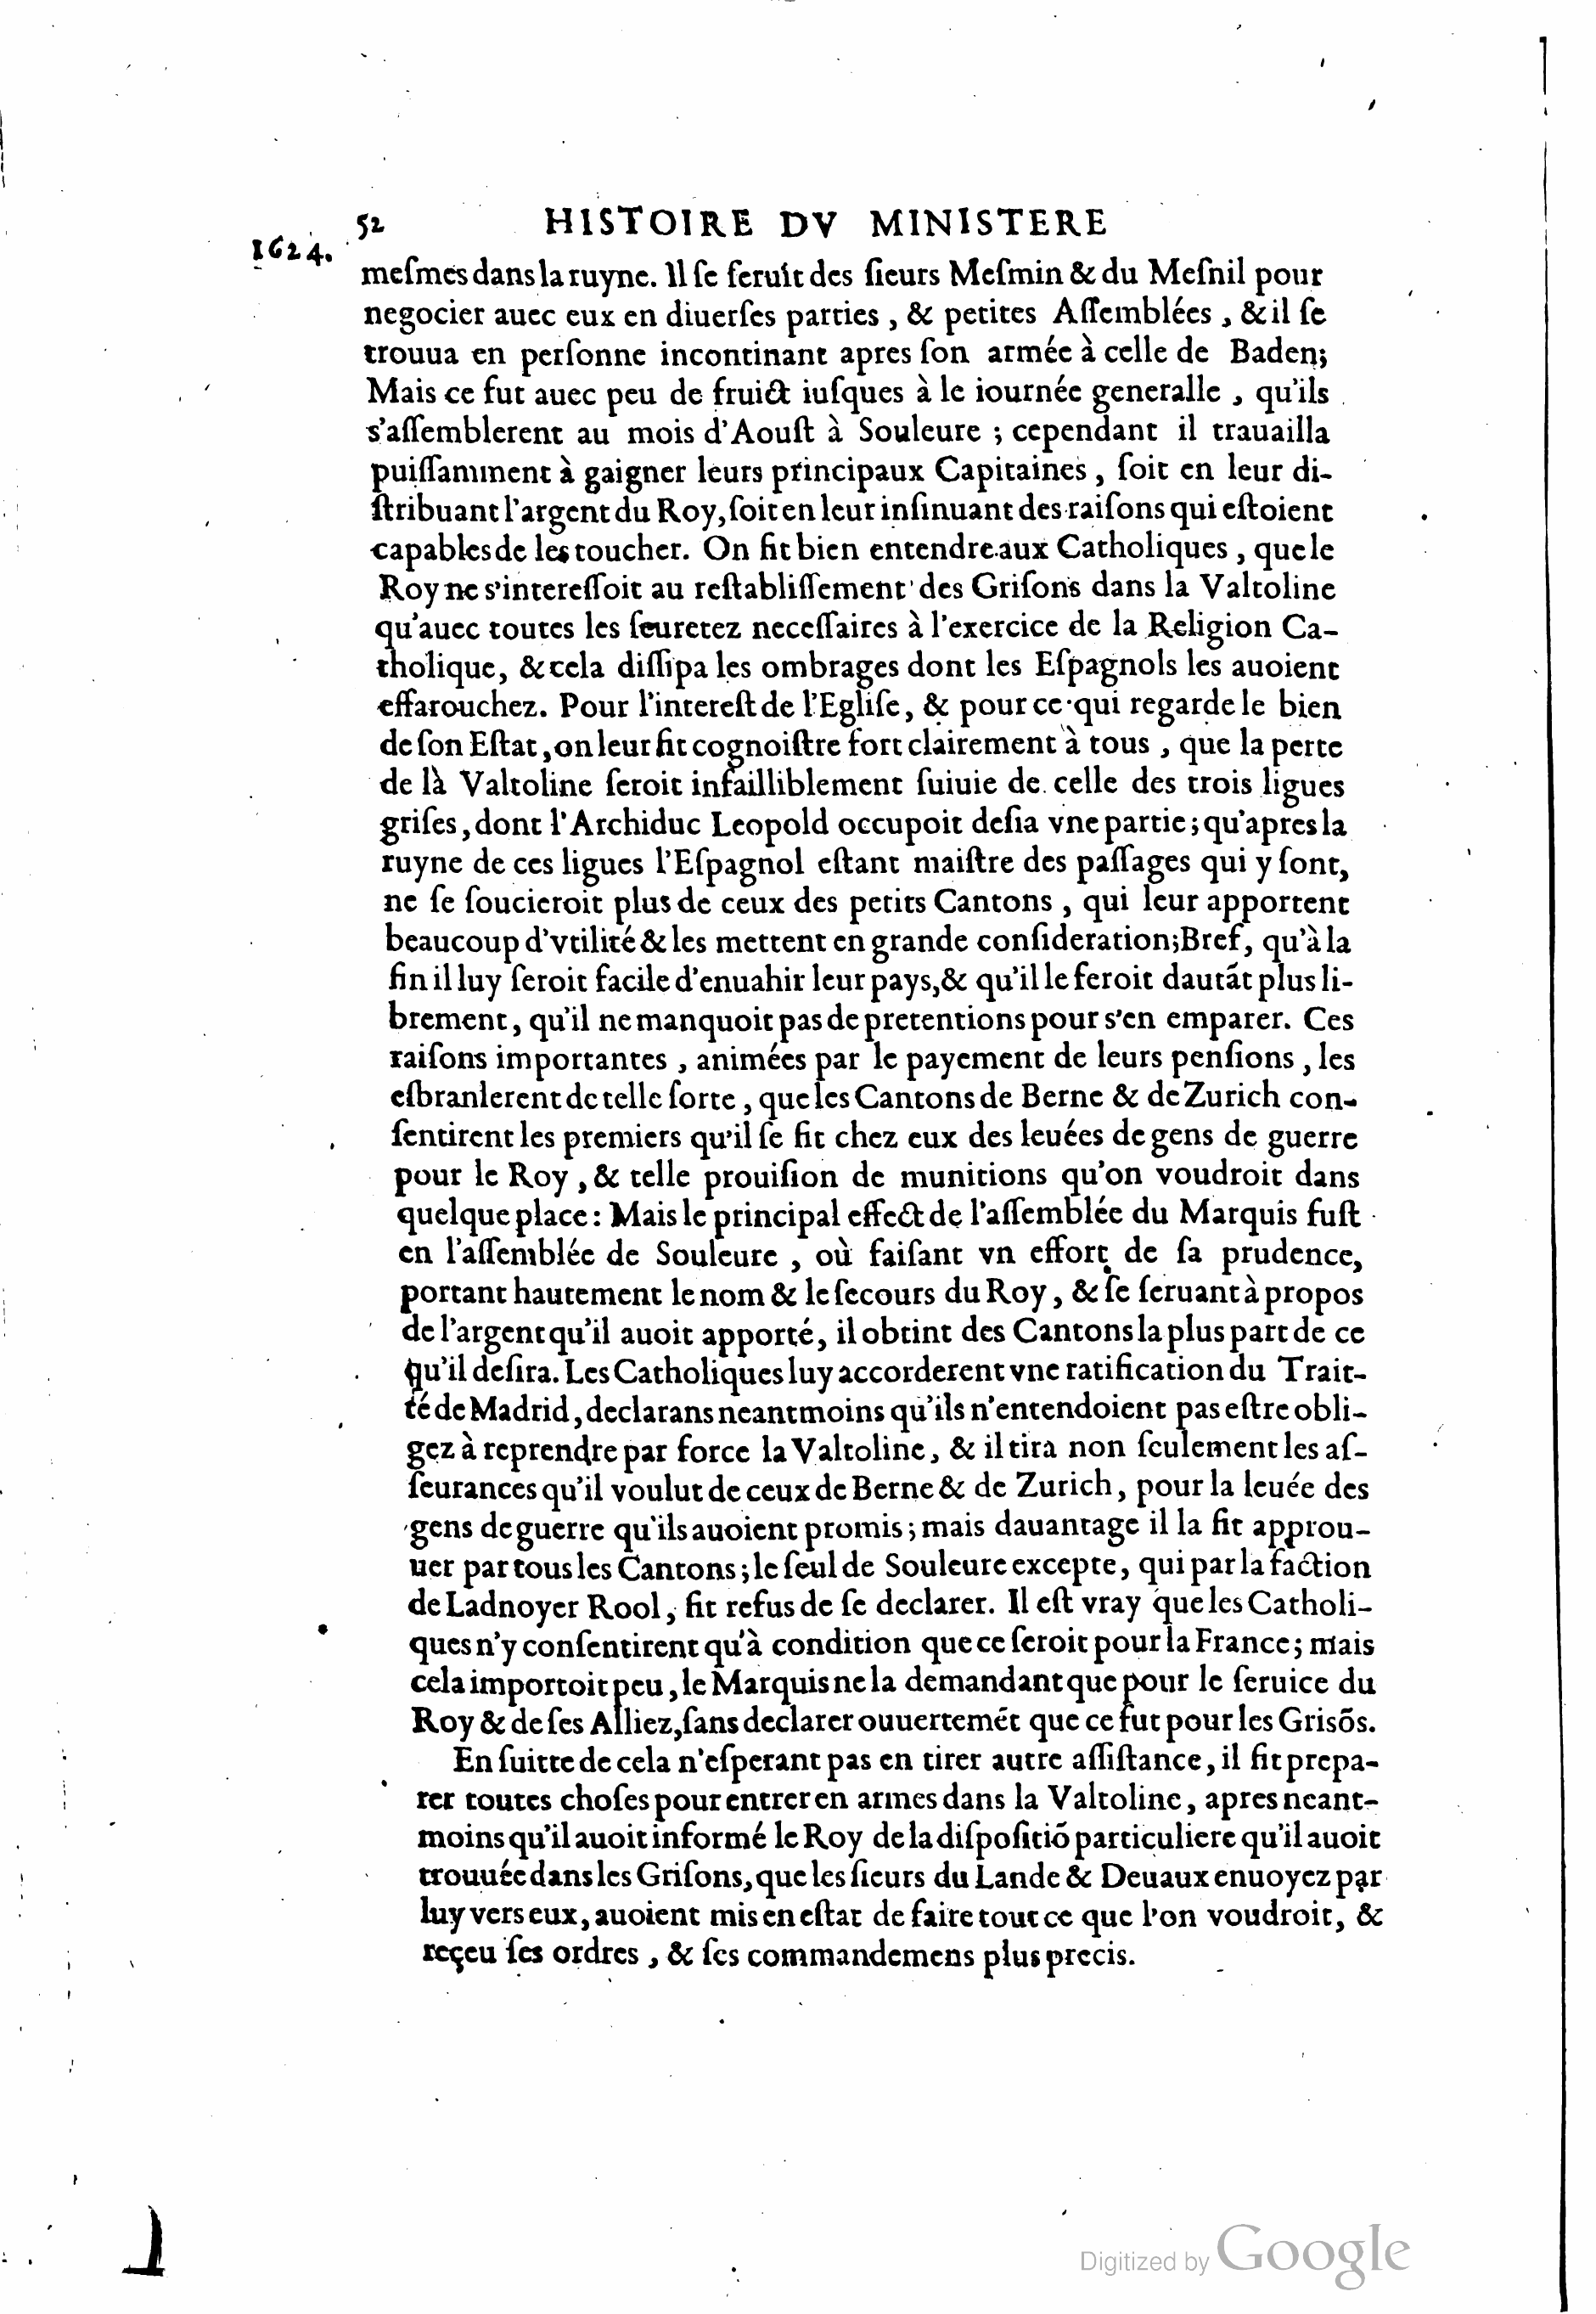 52 HISTOIRE DV MINISTERE
1624.
meſmes dans la ruyne. Il ſe ſeruit des ſieurs Meſmin & du Meſnil pour
negocier auec eux en diuerſes parties, & petites Aſſemblées, & il ſe
trouua en perſonne incontinant apres ſon armée à celle de Baden;
Mais ce fut auec peu de fruict iuſques à le iournée generalle, qu'ils
s'aſſemblerent au mois d'Aouſt à Souleure; cependant il trauailla
puiſſamment à gaigner leurs principaux Capitaines, ſoit en leur di-
ſtribuant l'argent du Roy, ſoit en leur inſinuant des raiſons qui eſtoient
capables de les toucher. On fit bien entendre aux Catholiques, que le
Roy ne s'intereſſoit au reſtabliſſement des Griſons dans la Valtoline
qu'auec toutes les ſeuretez neceſſaires à l'exercice de la Religion Ca-
tholique, & cela diſſipa les ombrages dont les Eſpagnols les auoient
effarouchez. Pour l'intereſt de l'Egliſe, & pour ce qui regarde le bien
de ſon Eſtat, on leur fit cognoiſtre fort clairement à tous, que la perte
de là Valtoline ſeroit infailliblement ſuiuie de celle des trois ligues
griſes, dont l'Archiduc Leopold occupoit deſia vne partie; qu'apres la
ruyne de ces ligues l'Eſpagnol eſtant maiſtre des paſſages qui y ſont,
ne ſe ſoucieroit plus de ceux des petits Cantons, qui leur apportent
beaucoup d'vtilité & les mettent en grande conſideration; Bref, qu'à la
fin il luy ſeroit facile d'enuahir leur pays, & qu'il le feroit dautãt plus li-
brement, qu'il ne manquoit pas de pretentions pour s'en emparer. Ces
raiſons importantes, animées par le payement de leurs penſions, les
eſbranlerent de telle ſorte, que les Cantons de Berne & de Zurich con-
ſentirent les premiers qu'il ſe fit chez eux des leuées de gens de guerre
pour le Roy, & telle prouiſion de munitions qu'on voudroit dans
quelque place: Mais le principal effect de l'aſſemblée du Marquis fuſt
en l'aſſemblée de Souleure, où faiſant vn effort de ſa prudence,
portant hautement le nom & le ſecours du Roy, & ſe ſeruant à propos
de l'argent qu'il auoit apporté, il obtint des Cantons la plus part de ce
qu'il deſira. Les Catholiques luy accorderent vne ratification du Trait-
té de Madrid, declarans neantmoins qu'ils n'entendoient pas eſtre obli-
gez à reprendre par force la Valtoline, & il tira non ſeulement les aſ-
ſeurances qu'il voulut de ceux de Berne & de Zurich, pour la leuée des
gens de guerre qu'ils auoient promis; mais dauantage il la fit approu-
uer par tous les Cantons; le ſeul de Souleure excepte, qui par la faction
de Ladnoyer Rool, fit refus de ſe declarer. Il eſt vray que les Catholi-
ques n'y conſentirent qu'à condition que ce ſeroit pour la France; mais
cela importoit peu, le Marquis ne la demandant que pour le ſeruice du
Roy & de ſes Alliez, ſans declarer ouuertemẽt que ce fut pour les Grisõs.
En ſuitte de cela n'eſperant pas en tirer autre aſſiſtance, il fit prepa-
rer toutes choſes pour entrer en armes dans la Valtoline, apres neant-
moins qu'il auoit informé le Roy de la diſpoſitiõ particuliere qu'il auoit
trouuée dans les Griſons, que les ſieurs du Lande & Deuaux enuoyez par
luy vers eux, auoient mis en eſtat de faire tout ce que l'on voudroit, &
reçeu ſes ordres, & ſes commandemens plus precis.
Digitized by Google